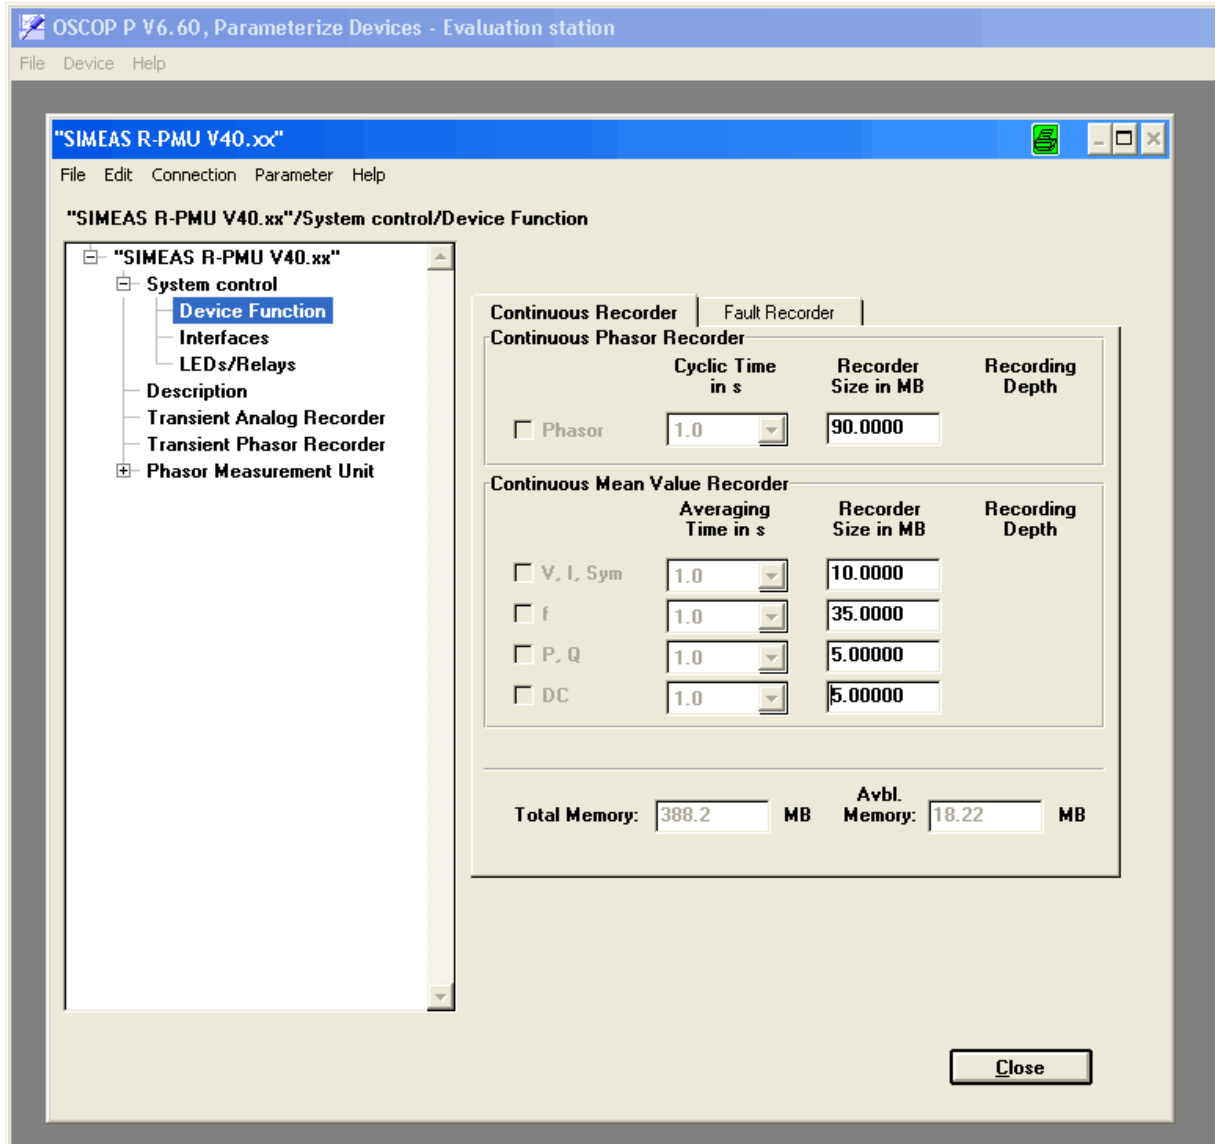 OSCOP P V6.60, Parameterize Devices - Evaluation station
File Device Help
"SIMEAS R-PMU V40.xx"
File Edit Connection Parameter Help
"SIMEAS R-PMU V40.xx"/System control/Device Function
"SIMEAS R-PMU V40.xx"
System control
Device Function
Interfaces
LEDs/Relays
Description
Transient Analog Recorder
Transient Phasor Recorder
Phasor Measurement Unit
Continuous Recorder Fault Recorder
Continuous Phasor Recorder
Cyclic Time Recorder Recording
in s Size in MB Depth
Phasor 1.0 90.0000
Continuous Mean Value Recorder
Averaging Recorder Recording
Time in s Size in MB Depth
V, I, Sym 1.0 10.0000
f 1.0 35.0000
P, Q 1.0 5.00000
DC 1.0 5.00000
Avbl.
Total Memory: 388.2 MB Memory: 18.22 MB
Close